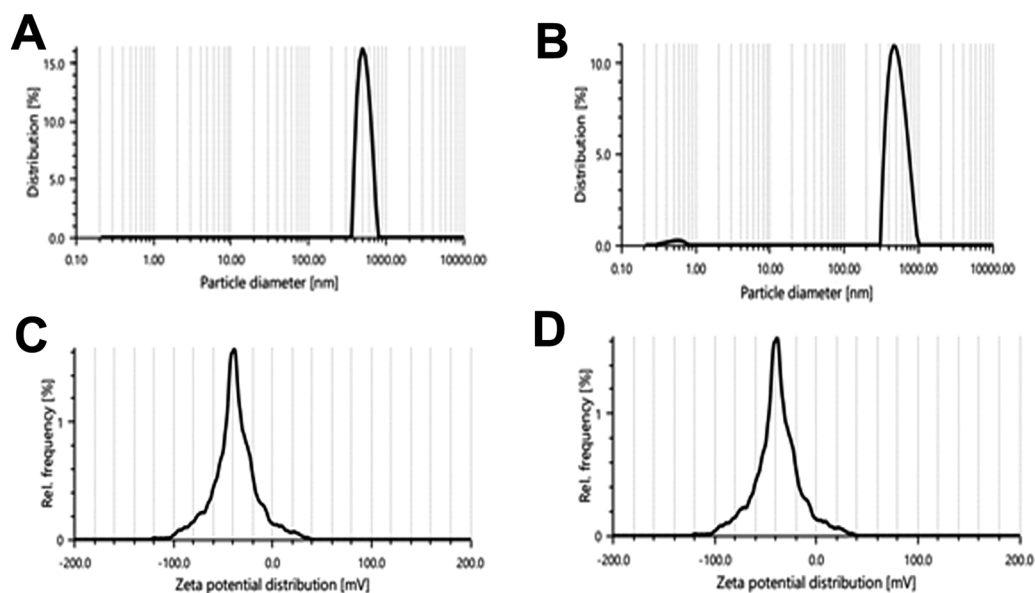 A
Distribution [%]
15.0
10.0
5.0
0.0
0.10 1.00 10.00 100.00 1000.00 10000.00
Particle diameter [nm]
B
Distribution [%]
10.0
5.0
0.0
0.10 1.00 10.00 100.00 1000.00 10000.00
Particle diameter [nm]
C
Rel. frequency [%]
1
0
-200.0 -100.0 0.0 100.0 200.0
Zeta potential distribution [mV]
D
Rel. frequency [%]
1
0
-200.0 -100.0 0.0 100.0 200.0
Zeta potential distribution [mV]